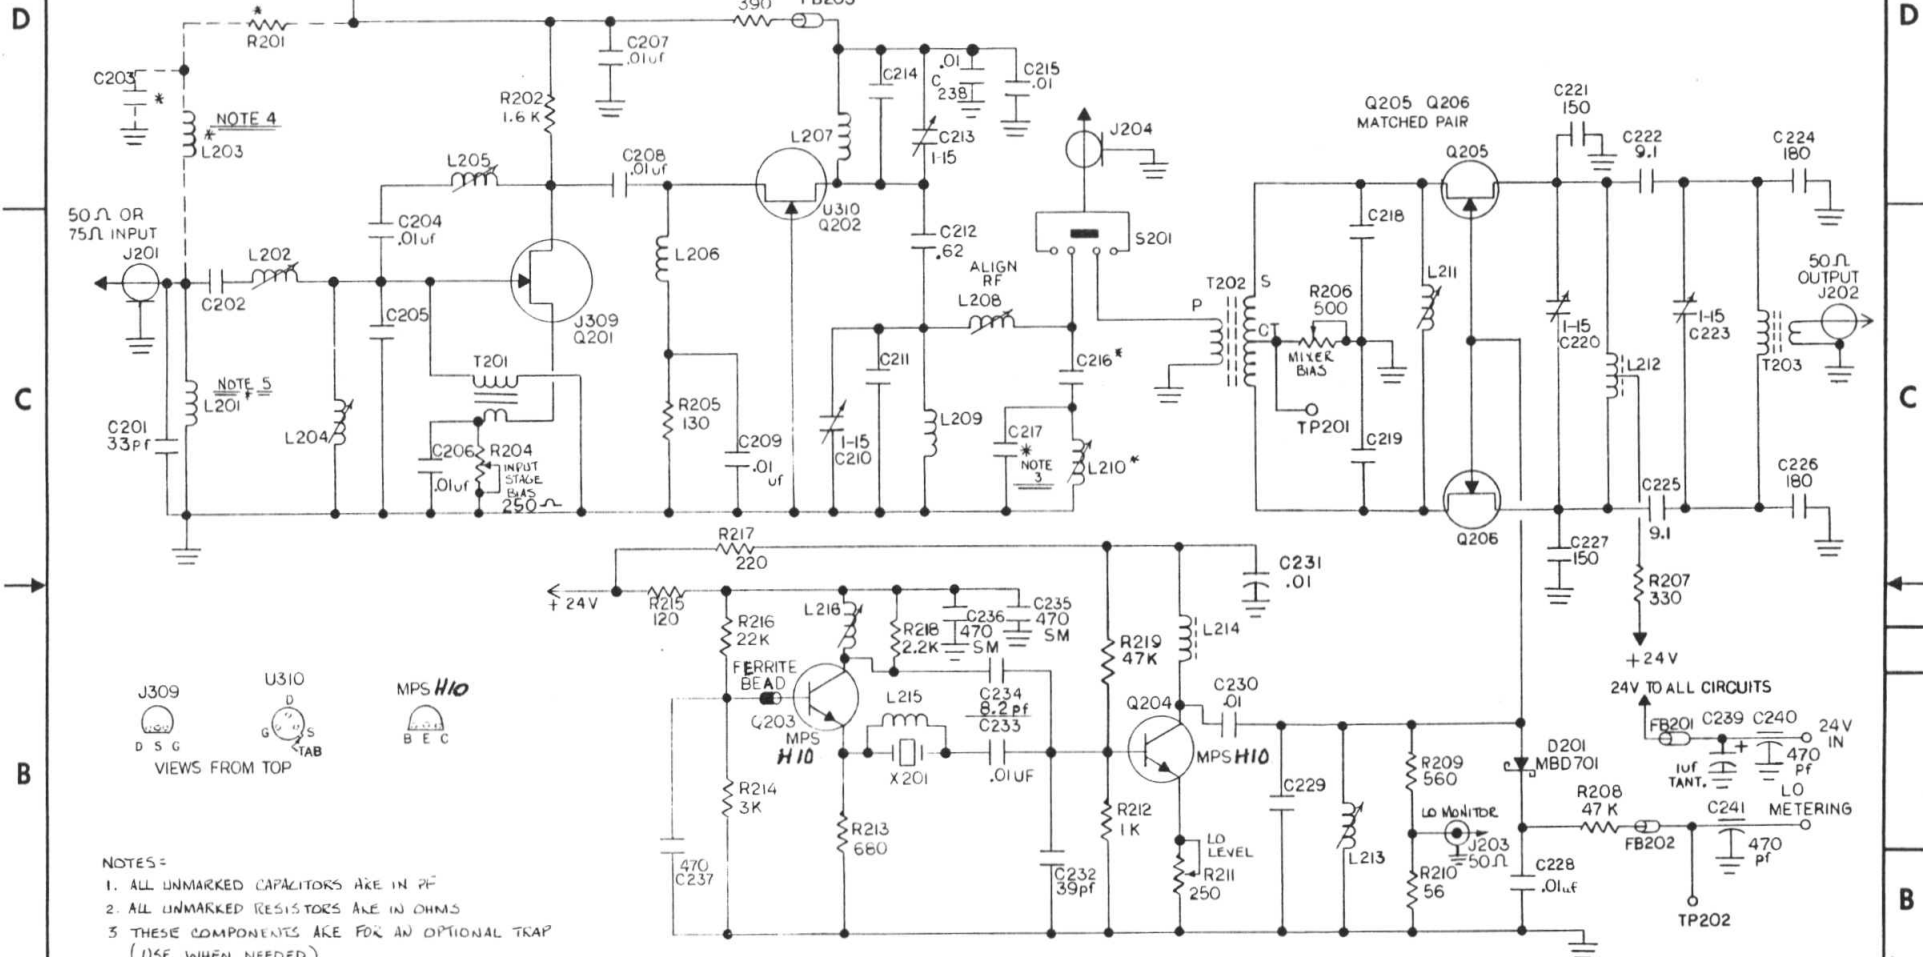 D
D
*
R201
390
C207
.01uf
C203
*
NOTE 4
*
L203
R202
1.6 K
C214
.01
C
238
C215
.01
L207
C213
1-15
J204
Q205 Q206
MATCHED PAIR
C221
150
C222
9.1
C224
180
Q205
L205
C208
.01uf
U310
Q202
C204
.01uf
50Ω OR
75Ω INPUT
J201
L202
C202
C205
J309
Q201
L206
C212
.62
ALIGN
RF
L208
S201
C218
T202
S
P
CT
R206
500
MIXER
BIAS
L211
1-15
C220
1-15
C223
50Ω
OUTPUT
J202
T203
L212
C
C
C201
33pf
NOTE 5
L201
L204
T201
C206
.01uf
R204
INPUT
STAGE
BIAS
250Ω
R205
130
C209
.01
uf
1-15
C210
C211
L209
C216*
C217
*
NOTE
3
L210*
TP201
C219
Q206
C225
9.1
C226
180
C227
150
R207
330
+24V
R217
220
C231
.01
+ 24V
R215
120
R216
22K
L216
R218
2.2K
C236
470
SM
C235
470
SM
R219
47K
L214
FERRITE
BEAD
Q203
MPS
H10
L215
X201
C234
8.2pf
C233
.01UF
Q204
MPS H10
C230
.01
J309
D S G
U310
D
G
S
TAB
MPS H10
B E C
VIEWS FROM TOP
24V TO ALL CIRCUITS
FB201
C239
C240
24V
IN
+
1uf
TANT.
470
pf
LO
METERING
B
B
R214
3K
R213
680
470
C237
C232
39pf
R212
1K
LO
LEVEL
R211
250
C229
L213
R209
560
LO MONITOR
J203
50Ω
R210
56
D201
MBD701
R208
47 K
FB202
C241
470
pf
C228
.01uf
TP202
NOTES:
1. ALL UNMARKED CAPACITORS ARE IN PF
2. ALL UNMARKED RESISTORS ARE IN OHMS
3 THESE COMPONENTS ARE FOR AN OPTIONAL TRAP
(USE WHEN NEEDED)